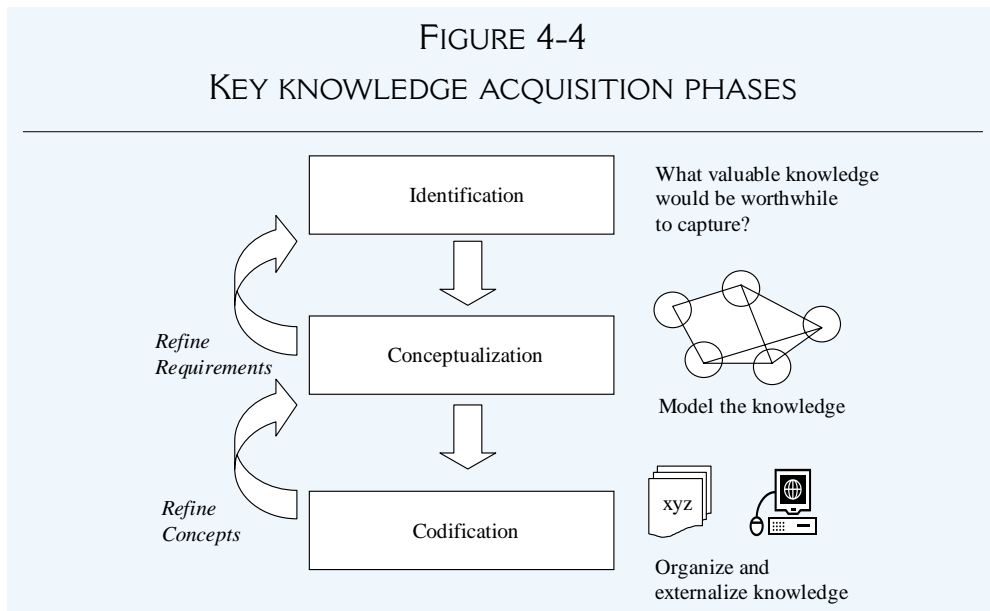 FIGURE 4-4
KEY KNOWLEDGE ACQUISITION PHASES
Identification
What valuable knowledge
would be worthwhile
to capture?
Refine
Requirements
Conceptualization
Model the knowledge
Refine
Concepts
Codification
xyz
Organize and
externalize knowledge